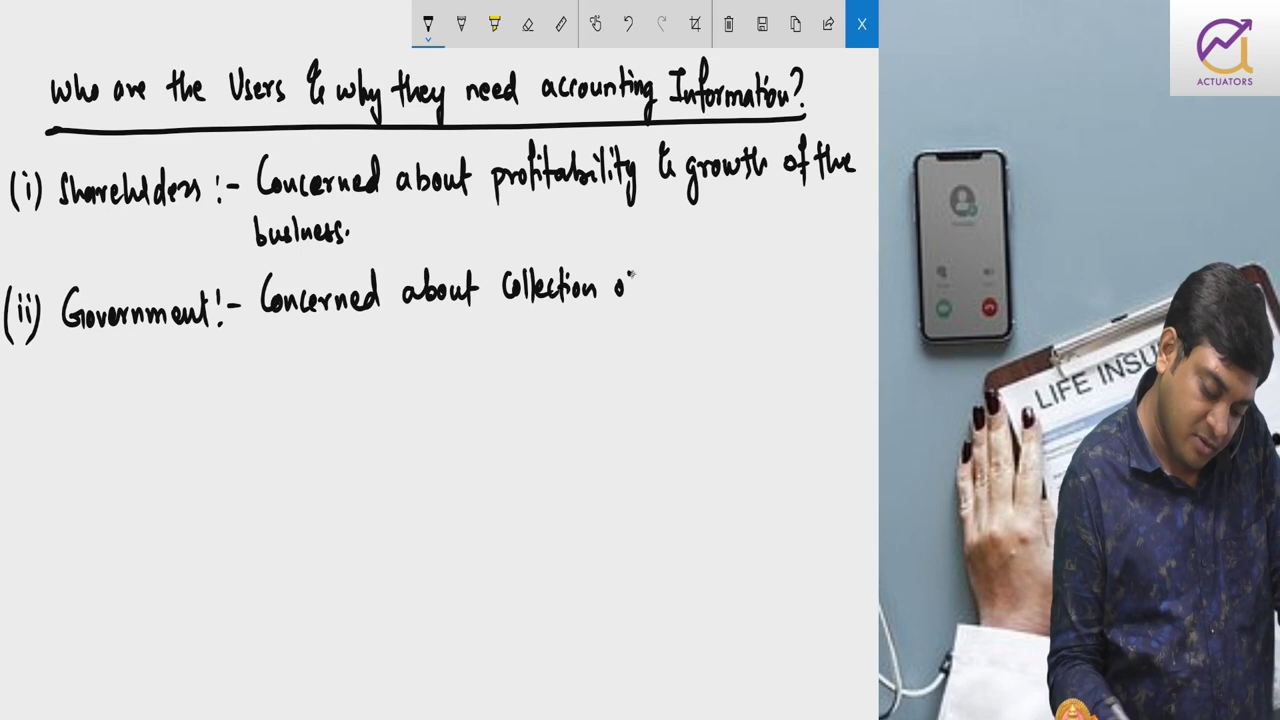 ACTUATORS
Who are the Users & why they need accounting Information?
(i) Shareholders :- Concerned about profitability & growth of the
business.
(ii) Government :- Concerned about Collection
LIFE INSU